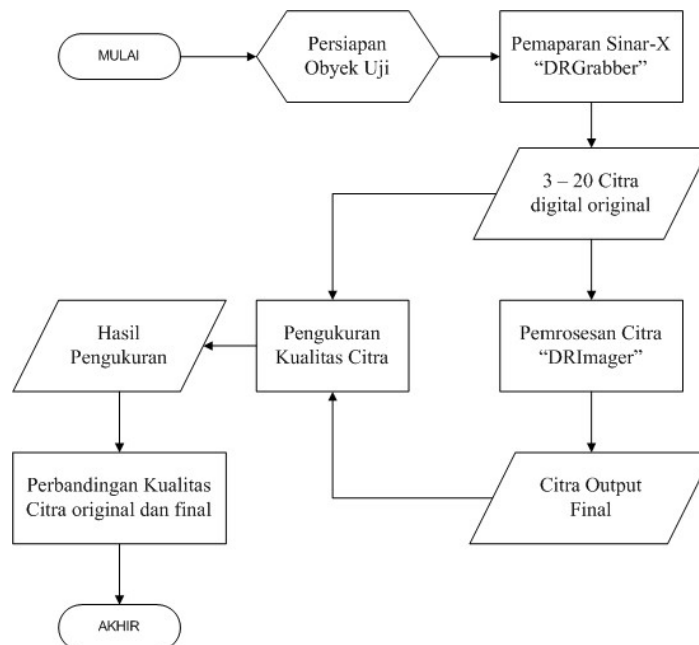 MULAI
Persiapan
Obyek Uji
Pemaparan Sinar-X
“DRGrabber”
3 – 20 Citra
digital original
Hasil
Pengukuran
Pengukuran
Kualitas Citra
Pemrosesan Citra
“DRImager”
Perbandingan Kualitas
Citra original dan final
Citra Output
Final
AKHIR